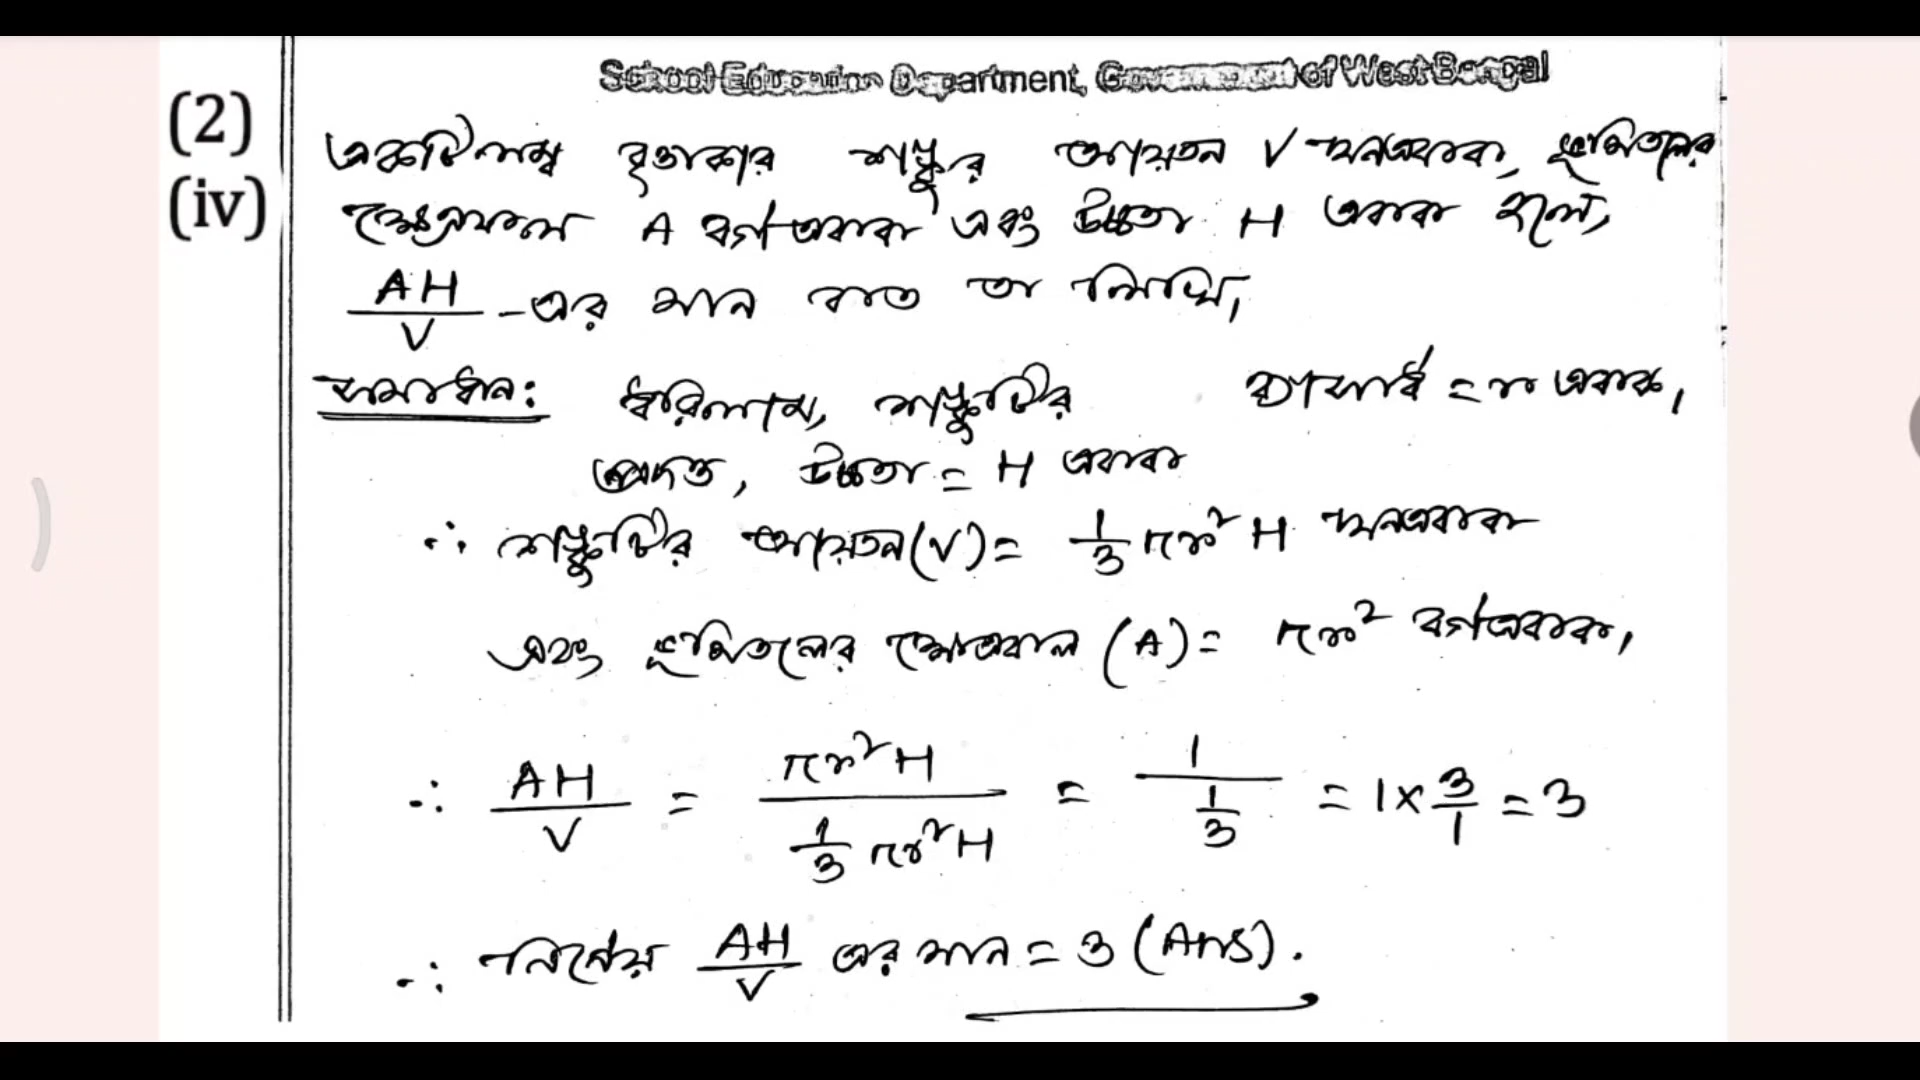 School Education Department, Government of West Bengal
(2)
(iv)
একটি লম্ব বৃত্তাকার শঙ্কুর আয়তন V ঘনএকক, ভূমিতলের
ক্ষেত্রফল A বর্গএকক এবং উচ্চতা H একক হলে,
AH/V -এর মান কত তা লিখি।
সমাধান: ধরিলাম, শঙ্কুটির ব্যাসার্ধ = r একক।
প্রদত্ত, উচ্চতা = H একক
∴ শঙ্কুটির আয়তন (V) = 1/3 πr² H ঘনএকক
এবং ভূমিতলের ক্ষেত্রফল (A) = πr² বর্গএকক।
∴ AH/V = πr²H / 1/3 πr²H = 1 / 1/3 = 1 × 3/1 = 3
∴ নির্ণেয় AH/V এর মান = 3 (Ans).